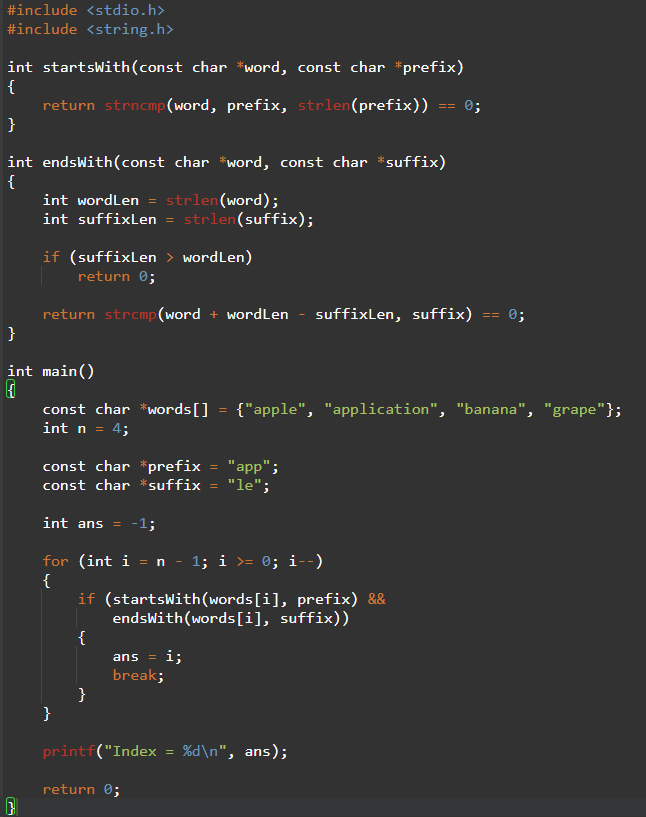 #include <stdio.h>
#include <string.h>

int startsWith(const char *word, const char *prefix)
{
    return strncmp(word, prefix, strlen(prefix)) == 0;
}

int endsWith(const char *word, const char *suffix)
{
    int wordLen = strlen(word);
    int suffixLen = strlen(suffix);

    if (suffixLen > wordLen)
        return 0;

    return strcmp(word + wordLen - suffixLen, suffix) == 0;
}

int main()
{
    const char *words[] = {"apple", "application", "banana", "grape"};
    int n = 4;

    const char *prefix = "app";
    const char *suffix = "le";

    int ans = -1;

    for (int i = n - 1; i >= 0; i--)
    {
        if (startsWith(words[i], prefix) &&
            endsWith(words[i], suffix))
        {
            ans = i;
            break;
        }
    }

    printf("Index = %d\n", ans);

    return 0;
}